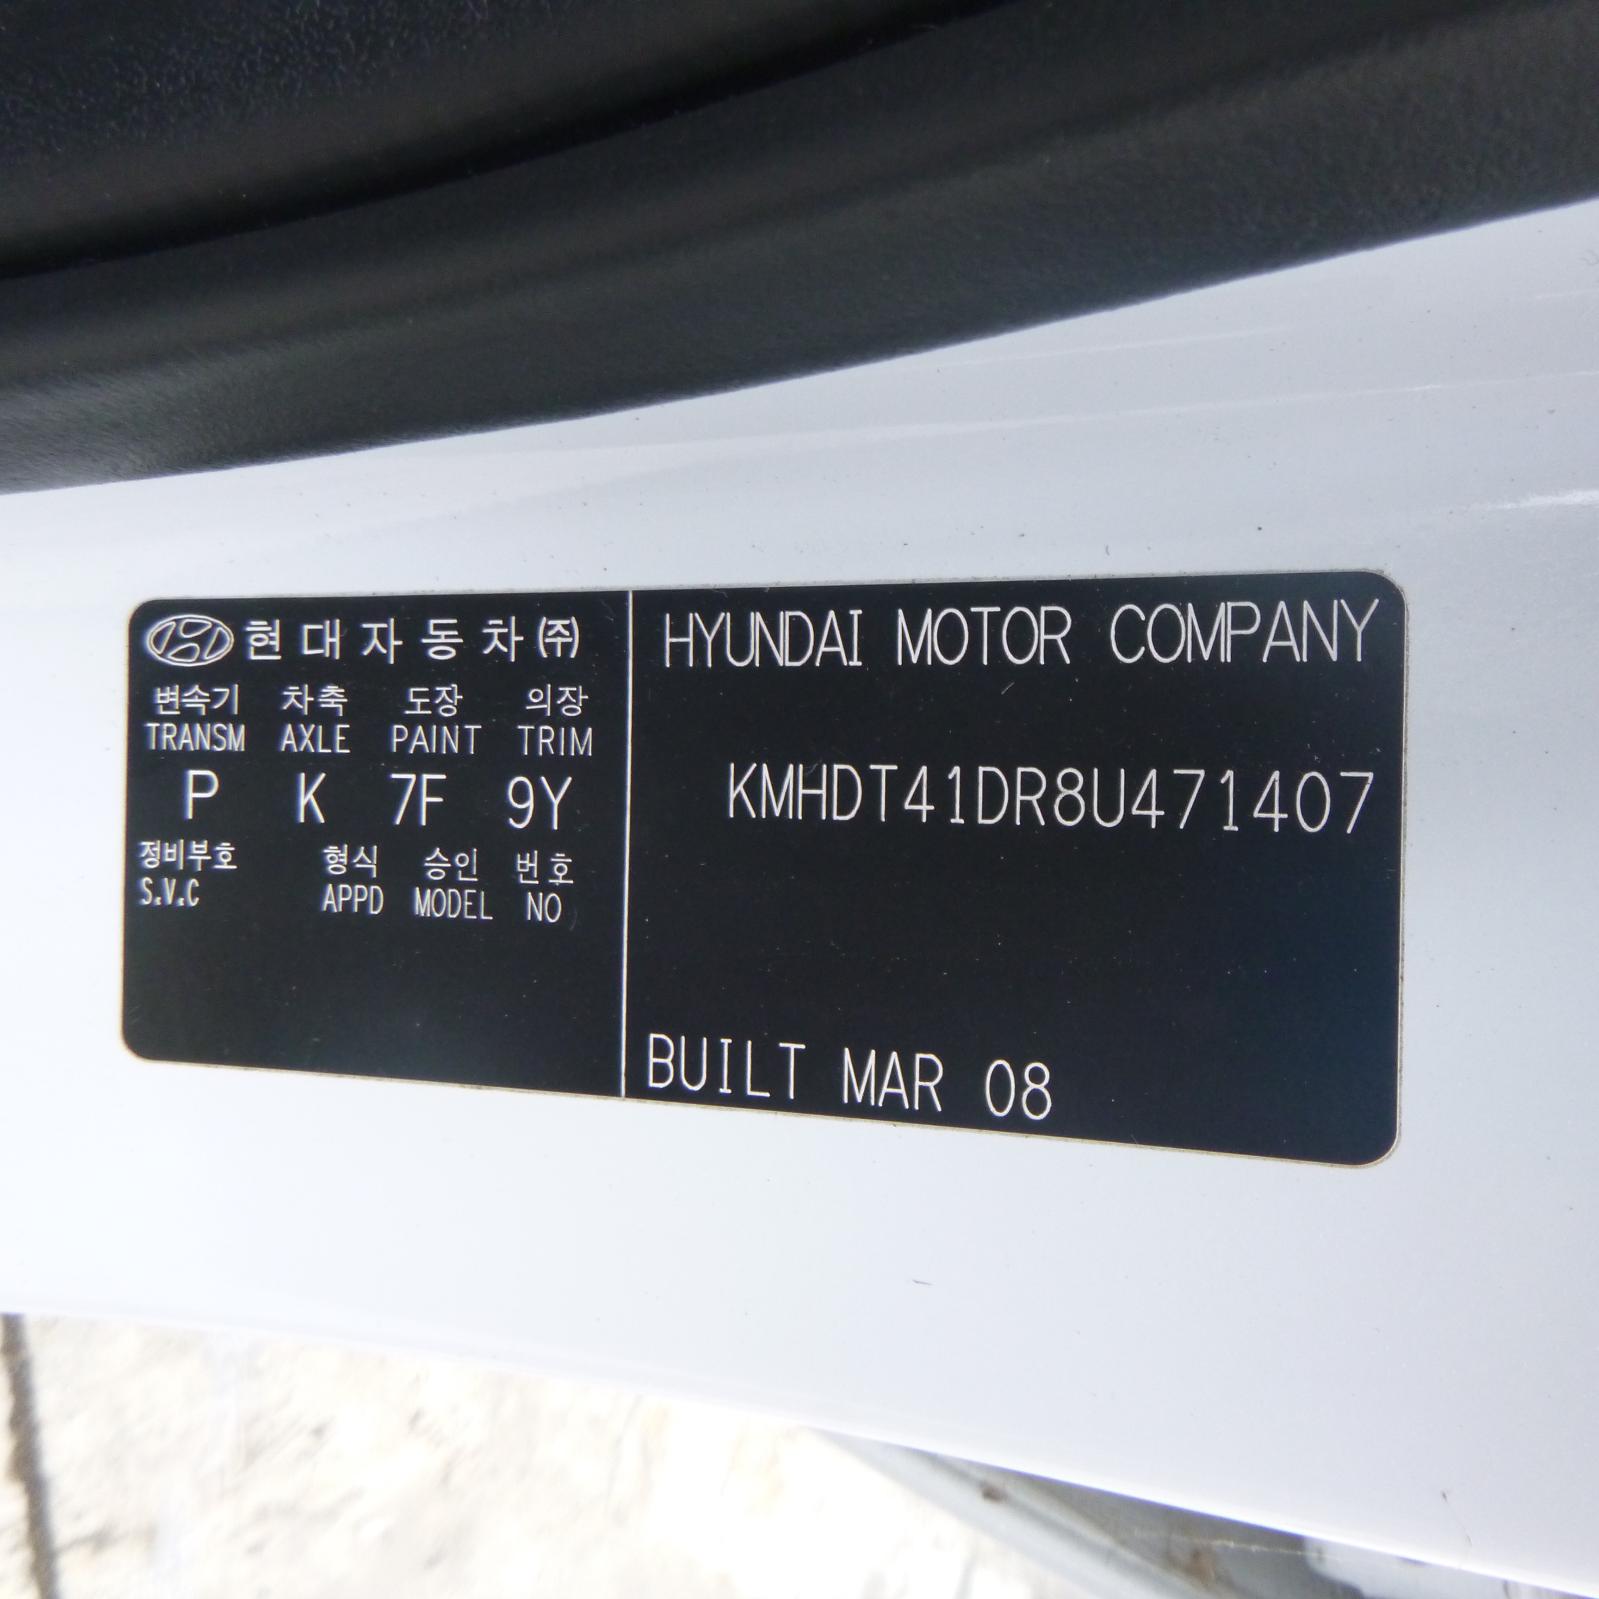 현대자동차㈜
변속기 차축 도장 의장
TRANSM AXLE PAINT TRIM
P K 7F 9Y
정비부호 형식 승인 번호
S.V.C APPD MODEL NO
HYUNDAI MOTOR COMPANY
KMHDT41DR8U471407
BUILT MAR 08